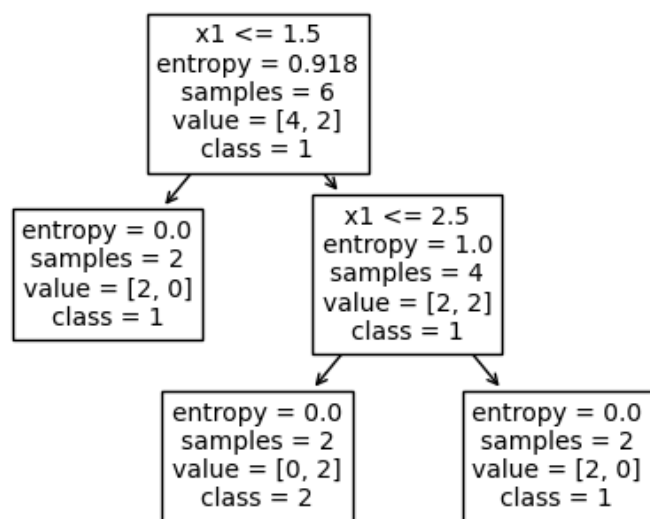 x1 <= 1.5
entropy = 0.918
samples = 6
value = [4, 2]
class = 1
entropy = 0.0
samples = 2
value = [2, 0]
class = 1
x1 <= 2.5
entropy = 1.0
samples = 4
value = [2, 2]
class = 1
entropy = 0.0
samples = 2
value = [0, 2]
class = 2
entropy = 0.0
samples = 2
value = [2, 0]
class = 1